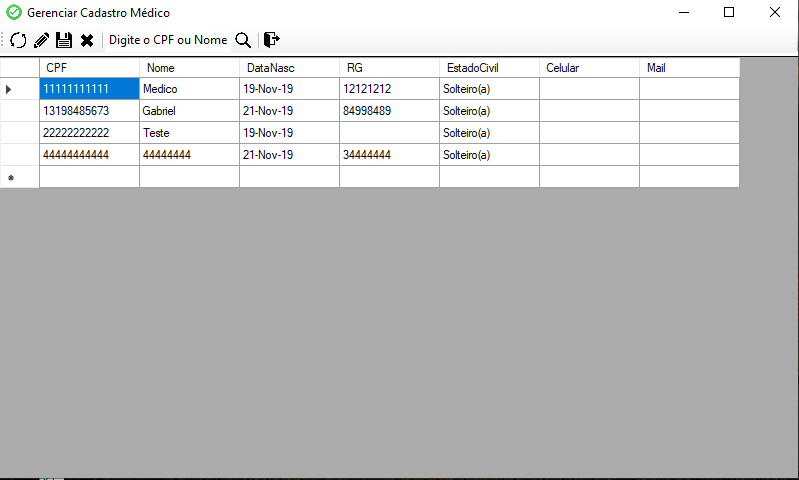 Gerenciar Cadastro Médico
Digite o CPF ou Nome
CPF Nome DataNasc RG EstadoCivil Celular Mail
11111111111 Medico 19-Nov-19 12121212 Solteiro(a)
13198485673 Gabriel 21-Nov-19 84998489 Solteiro(a)
22222222222 Teste 19-Nov-19 Solteiro(a)
44444444444 44444444 21-Nov-19 34444444 Solteiro(a)